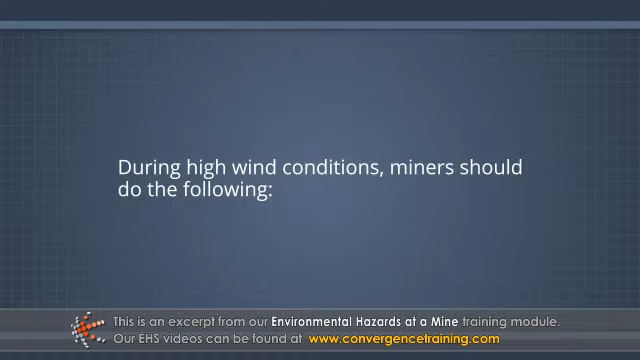 During high wind conditions, miners should
do the following:
This is an excerpt from our Environmental Hazards at a Mine training module.
Our EHS videos can be found at www.convergencetraining.com